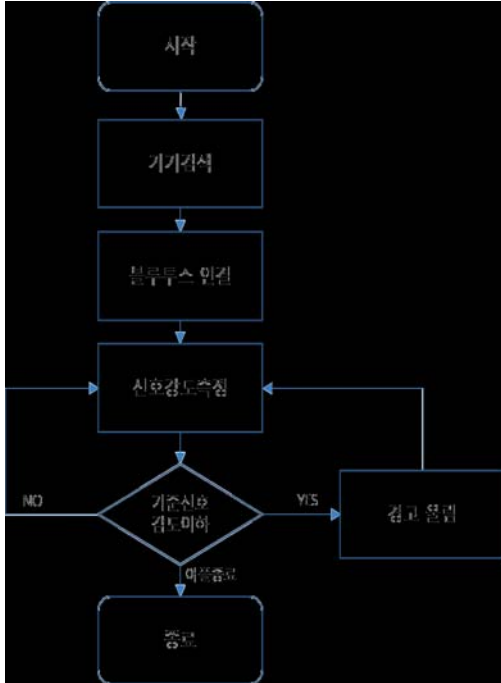 시작
기기검색
블루투스 연결
신호강도측정
기준신호
강도이하
NO
YES
경고 알림
어플종료
종료